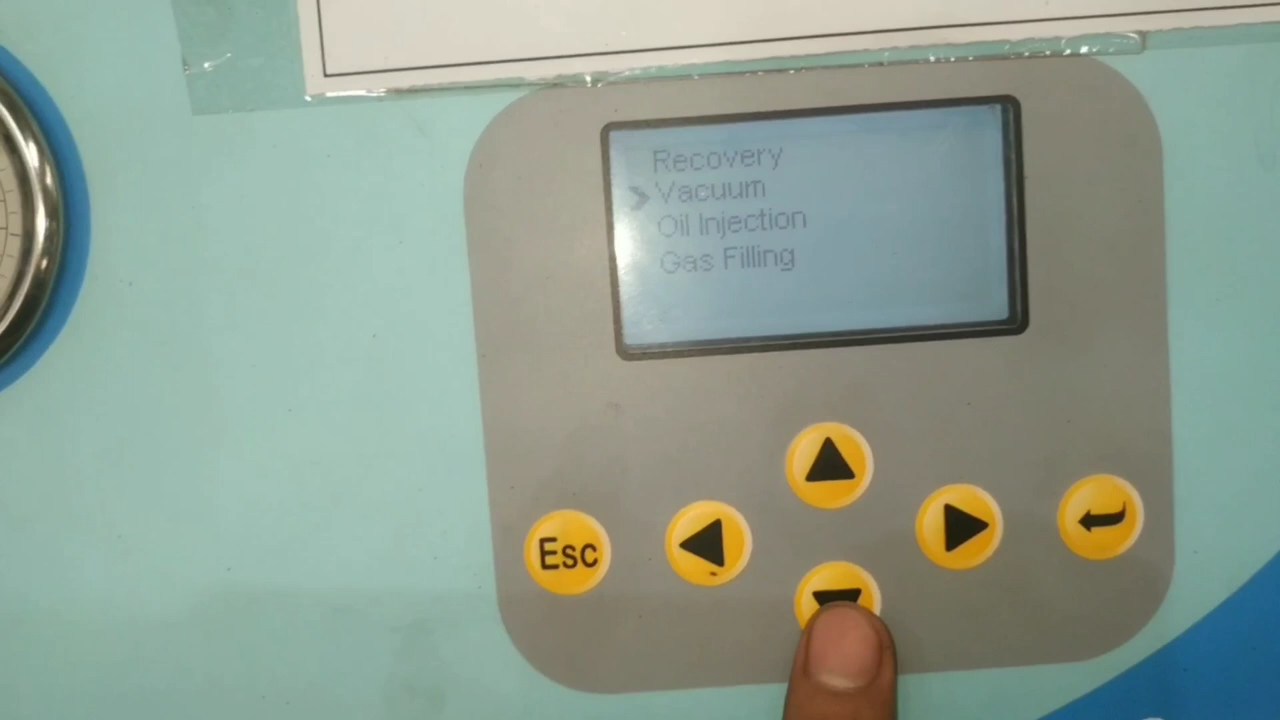 Recovery
Vacuum
Oil Injection
Gas Filling
Esc